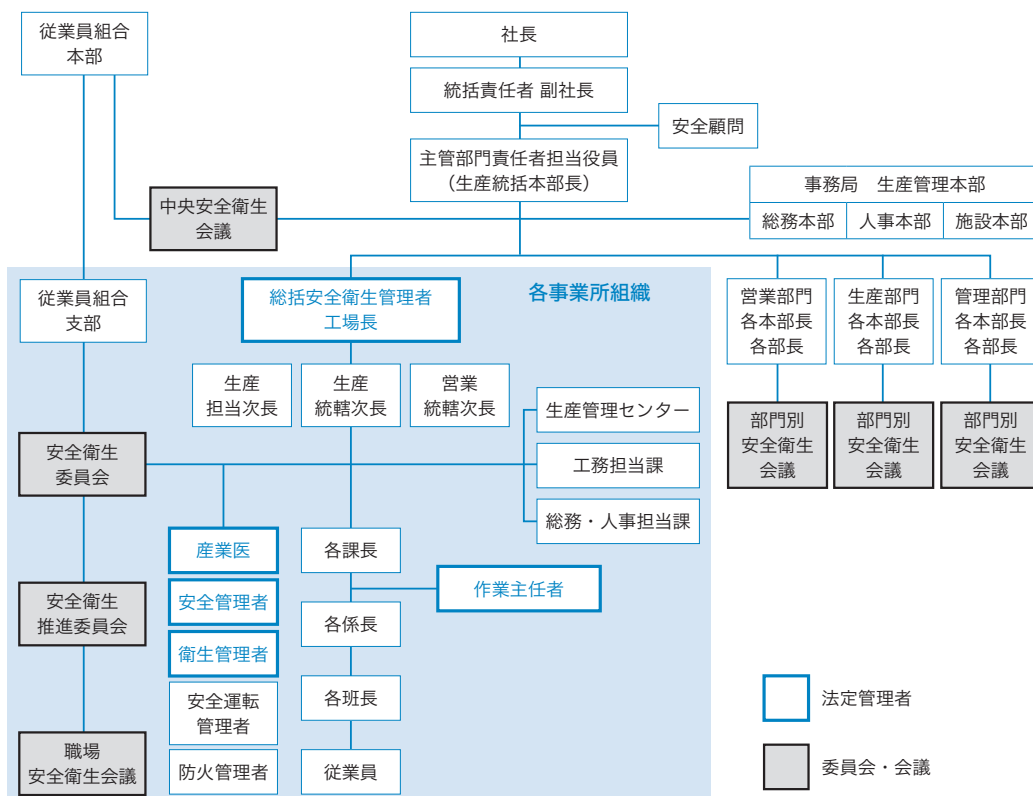 従業員組合
本部
社長
統括責任者 副社長
安全顧問
主管部門責任者担当役員
（生産統括本部長）
中央安全衛生
会議
事務局　生産管理本部
総務本部
人事本部
施設本部
各事業所組織
従業員組合
支部
総括安全衛生管理者
工場長
営業部門
各本部長
各部長
生産部門
各本部長
各部長
管理部門
各本部長
各部長
生産
担当次長
生産
統轄次長
営業
統轄次長
生産管理センター
工務担当課
総務・人事担当課
部門別
安全衛生
会議
部門別
安全衛生
会議
部門別
安全衛生
会議
安全衛生
委員会
産業医
各課長
安全管理者
作業主任者
安全衛生
推進委員会
各係長
衛生管理者
安全運転
管理者
各班長
職場
安全衛生会議
防火管理者
従業員
法定管理者
委員会・会議